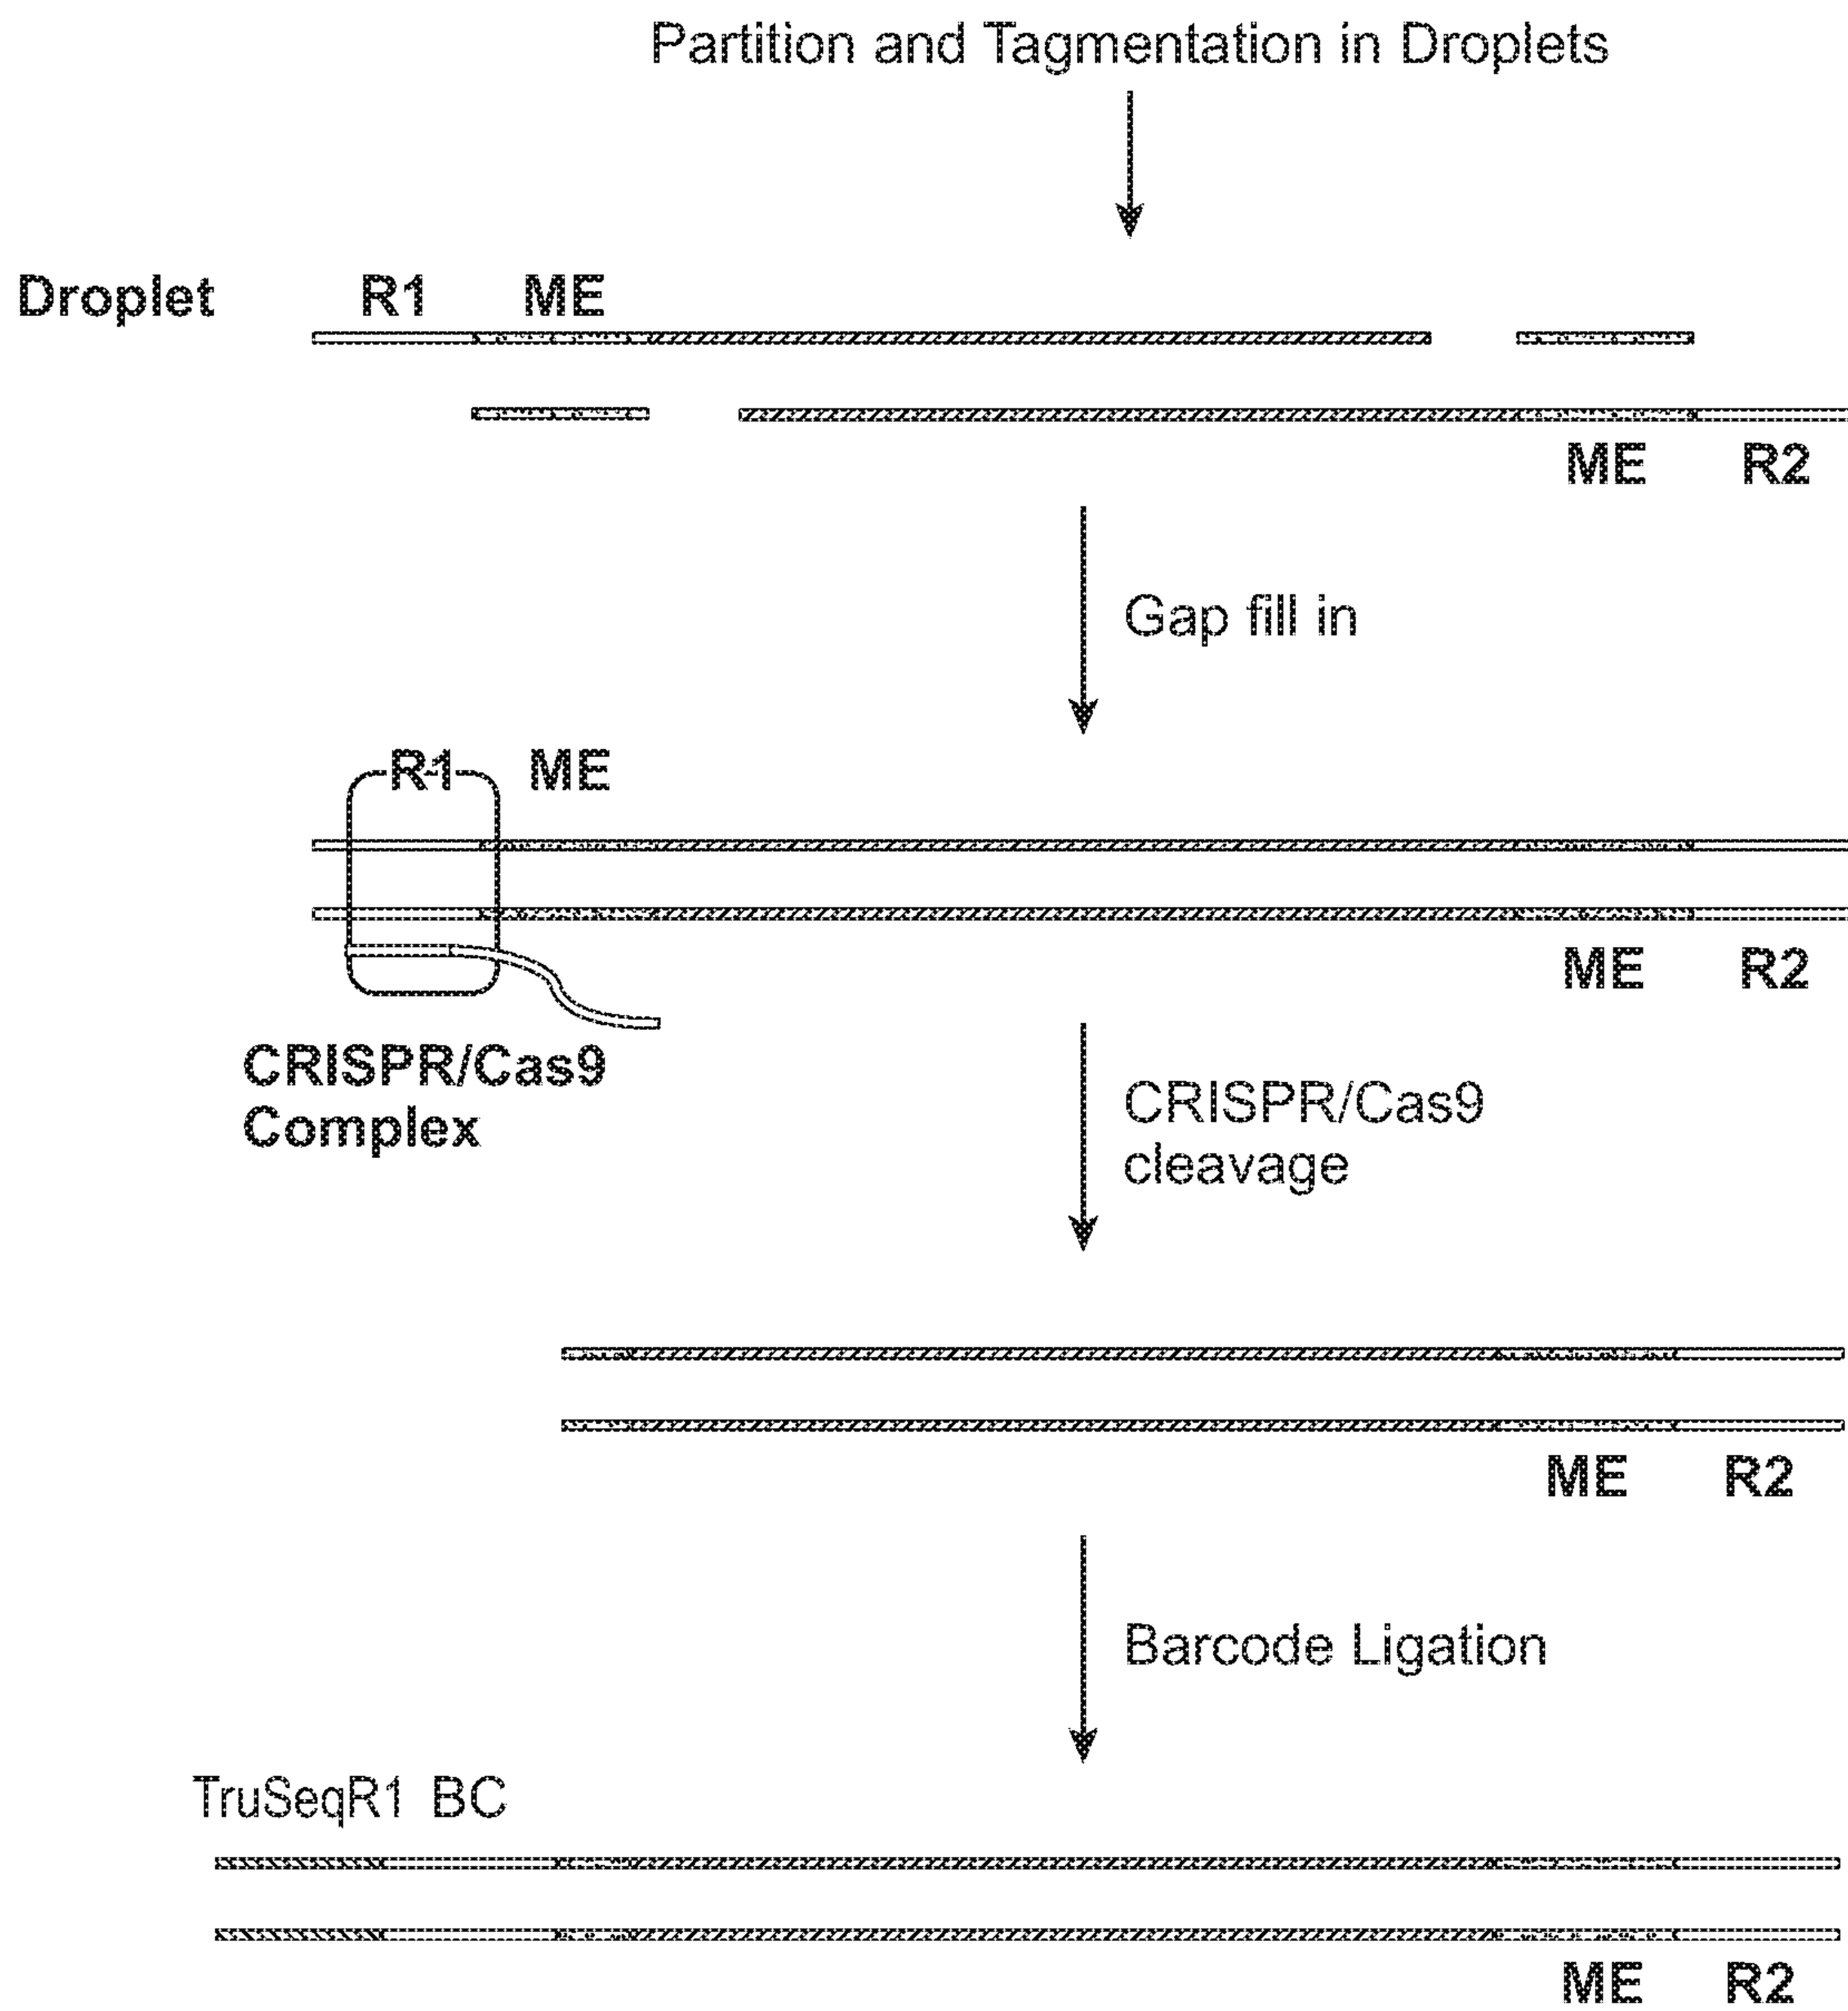 Partition and Tagmentation in Droplets
Droplet R1 ME
ME R2
Gap fill in
R1 ME
ME R2
CRISPR/Cas9
Complex
CRISPR/Cas9
cleavage
ME R2
Barcode Ligation
TruSeqR1 BC
ME R2